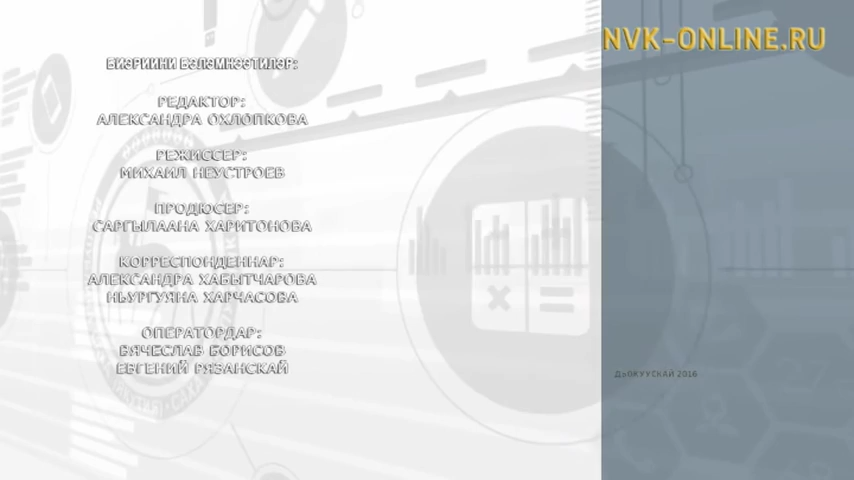 БИЭРИИНИ БЭЛЭМНЭЭТИЛЭР:
РЕДАКТОР:
АЛЕКСАНДРА ОХЛОПКОВА
РЕЖИССЕР:
МИХАИЛ НЕУСТРОЕВ
ПРОДЮСЕР:
САРГЫЛААНА ХАРИТОНОВА
КОРРЕСПОНДЕННАР:
АЛЕКСАНДРА ХАБЫТЧАРОВА
НЬУРГУЯНА ХАРЧАСОВА
ОПЕРАТОРДАР:
ВЯЧЕСЛАВ БОРИСОВ
ЕВГЕНИЙ РЯЗАНСКАЙ
NVK-ONLINE.RU
ДЬОКУУСКАЙ 2016